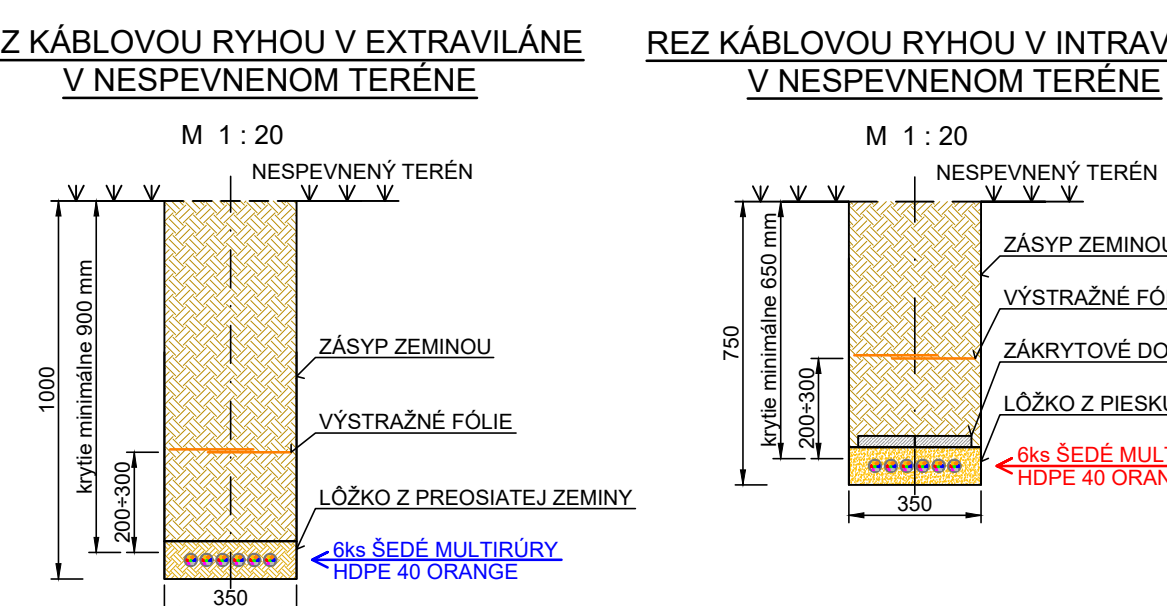 Z KÁBLOVOU RYHOU V EXTRAVILÁNE
V NESPEVNENOM TERÉNE
M 1 : 20
NESPEVNENÝ TERÉN
1000
krytie minimálne 900 mm
200÷300
ZÁSYP ZEMINOU
VÝSTRAŽNÉ FÓLIE
LÔŽKO Z PREOSIATEJ ZEMINY
6ks ŠEDÉ MULTIRÚRY
HDPE 40 ORANGE
350
REZ KÁBLOVOU RYHOU V INTRAV
V NESPEVNENOM TERÉNE
M 1 : 20
NESPEVNENÝ TERÉN
750
krytie minimálne 650 mm
200÷300
ZÁSYP ZEMINOU
VÝSTRAŽNÉ FÓL
ZÁKRYTOVÉ DO
LÔŽKO Z PIESKU
6ks ŠEDÉ MULT
HDPE 40 ORAN
350